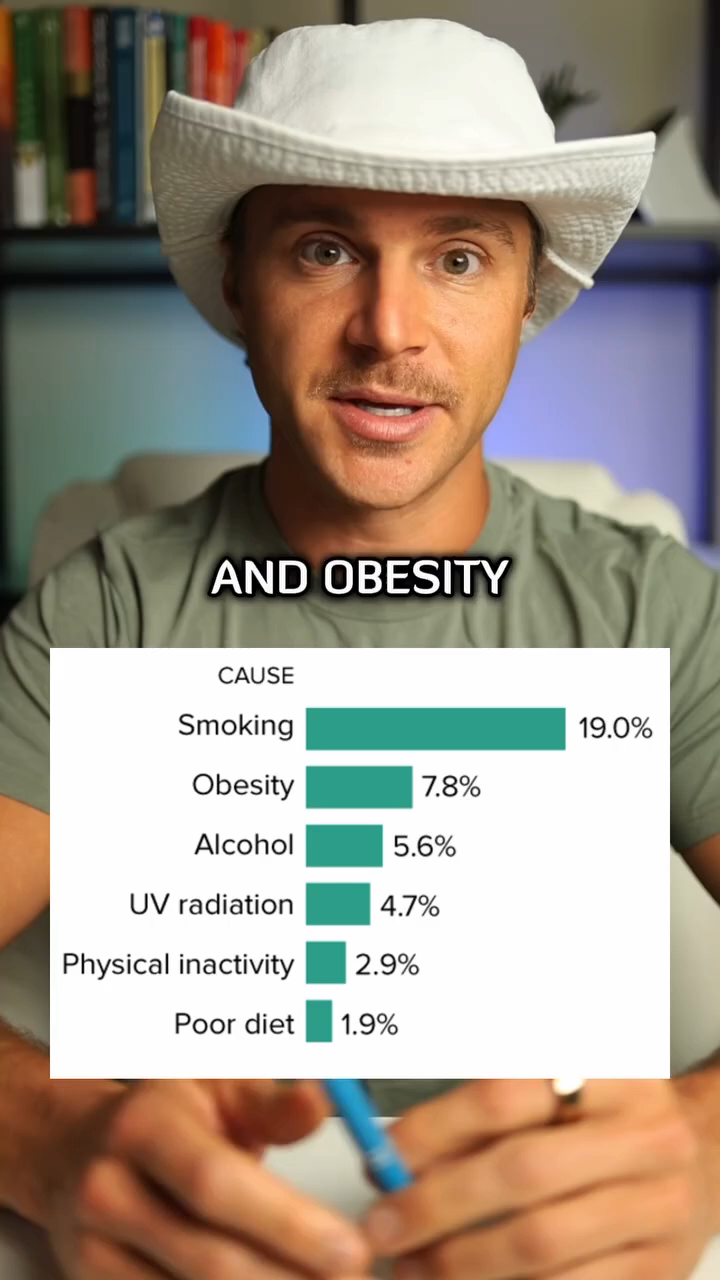 AND OBESITY
CAUSE
Smoking 19.0%
Obesity 7.8%
Alcohol 5.6%
UV radiation 4.7%
Physical inactivity 2.9%
Poor diet 1.9%